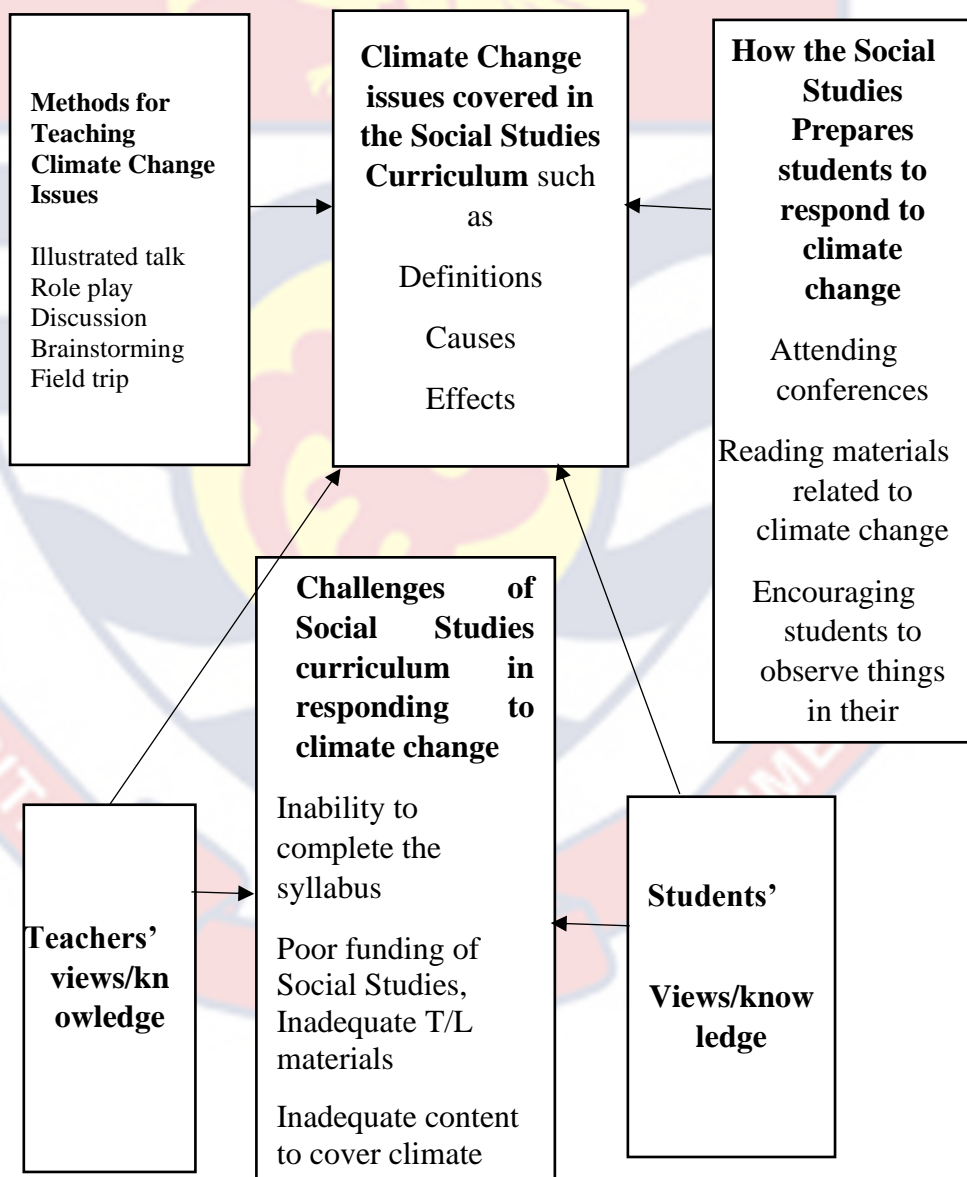 Methods for
Teaching
Climate Change
Issues
Illustrated talk
Role play
Discussion
Brainstorming
Field trip
Climate Change
issues covered in
the Social Studies
Curriculum such
as
Definitions
Causes
Effects
How the Social
Studies
Prepares
students to
respond to
climate
change
Attending
conferences
Reading materials
related to
climate change
Encouraging
students to
observe things
in their
Challenges of
Social Studies
curriculum in
responding to
climate change
Inability to
complete the
syllabus
Poor funding of
Social Studies,
Inadequate T/L
materials
Inadequate content
to cover climate
Teachers’
views/kn
owledge
Students’
Views/know
ledge